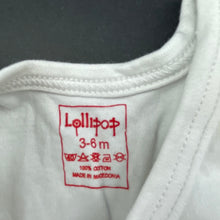 Lollipop
3-6 m
100% COTTON
MADE IN MACEDONIA